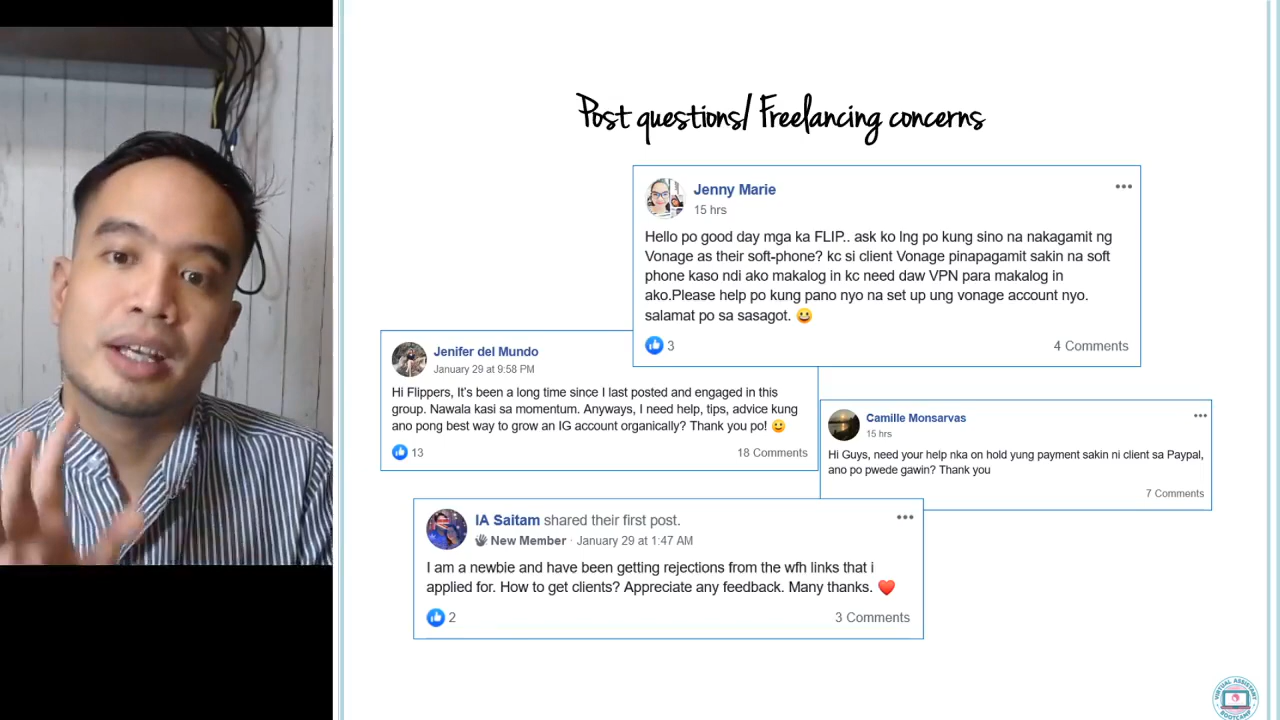 Post questions/ Freelancing concerns
Jenny Marie
15 hrs
Hello po good day mga ka FLIP.. ask ko lng po kung sino na nakagamit ng
Vonage as their soft-phone? kc si client Vonage pinapagamit sakin na soft
phone kaso ndi ako makalog in kc need daw VPN para makalog in
ako.Please help po kung pano nyo na set up ung vonage account nyo.
salamat po sa sasagot. 😀
3
4 Comments
Jenifer del Mundo
January 29 at 9:58 PM
Hi Flippers, It's been a long time since I last posted and engaged in this
group. Nawala kasi sa momentum. Anyways, I need help, tips, advice kung
ano pong best way to grow an IG account organically? Thank you po! 😀
13
18 Comments
Camille Monsarvas
15 hrs
Hi Guys, need your help nka on hold yung payment sakin ni client sa Paypal,
ano po pwede gawin? Thank you
7 Comments
IA Saitam shared their first post.
New Member · January 29 at 1:47 AM
I am a newbie and have been getting rejections from the wfh links that i
applied for. How to get clients? Appreciate any feedback. Many thanks. ❤️
2
3 Comments
VIRTUAL ASSISTANT
BOOTCAMP